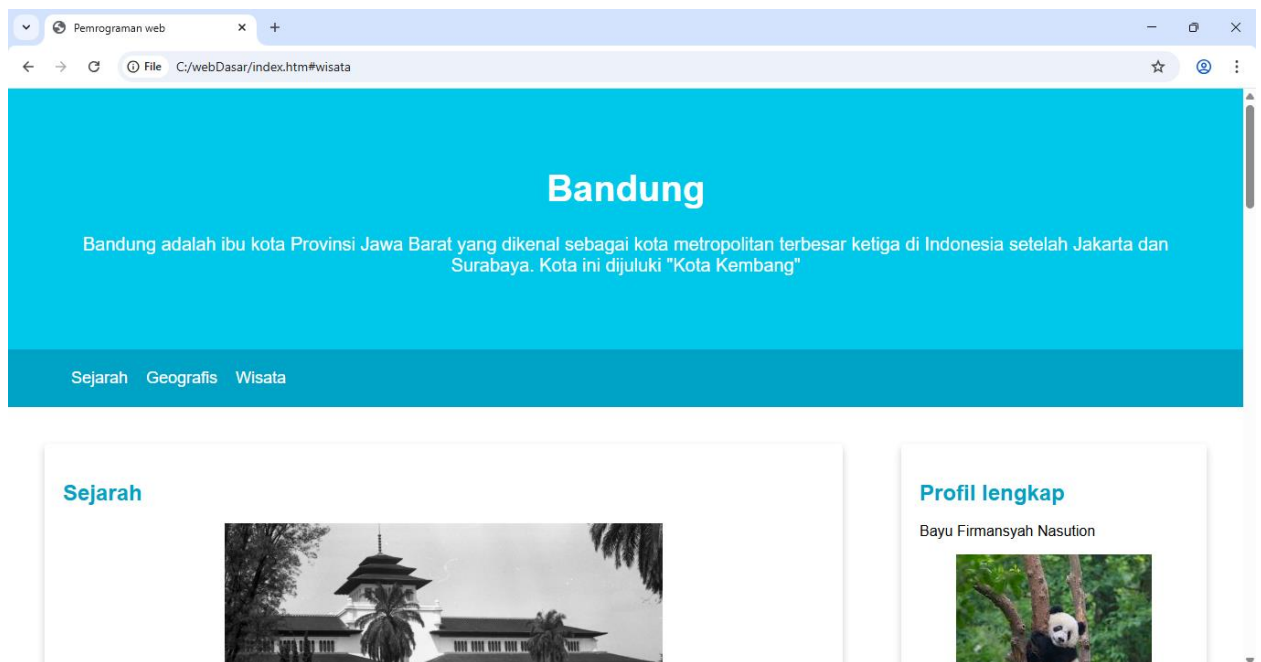 Pemrograman web
File C:/webDasar/index.htm#wisata
Bandung
Bandung adalah ibu kota Provinsi Jawa Barat yang dikenal sebagai kota metropolitan terbesar ketiga di Indonesia setelah Jakarta dan
Surabaya. Kota ini dijuluki "Kota Kembang"
Sejarah Geografis Wisata
Sejarah
Profil lengkap
Bayu Firmansyah Nasution